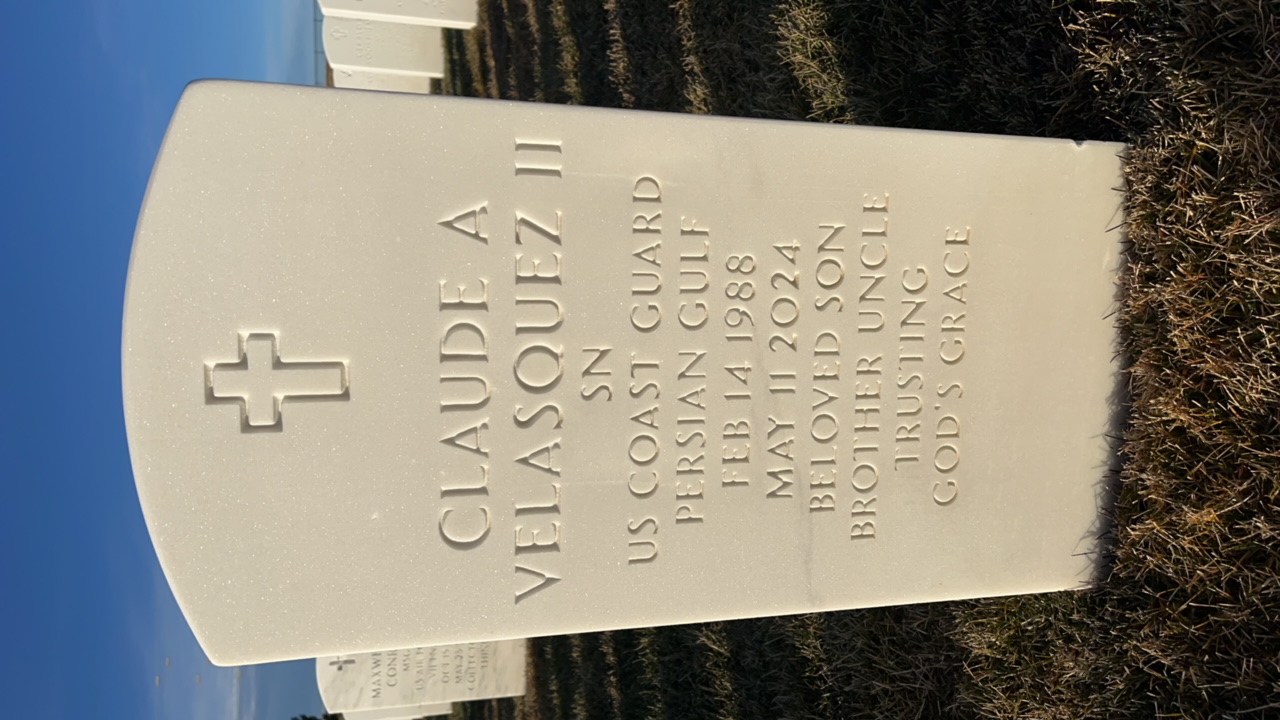 CLAUDE A
VELASQUEZ II
SN
US COAST GUARD
PERSIAN GULF
FEB 14 1988
MAY 11 2024
BELOVED SON
BROTHER UNCLE
TRUSTING
GOD'S GRACE